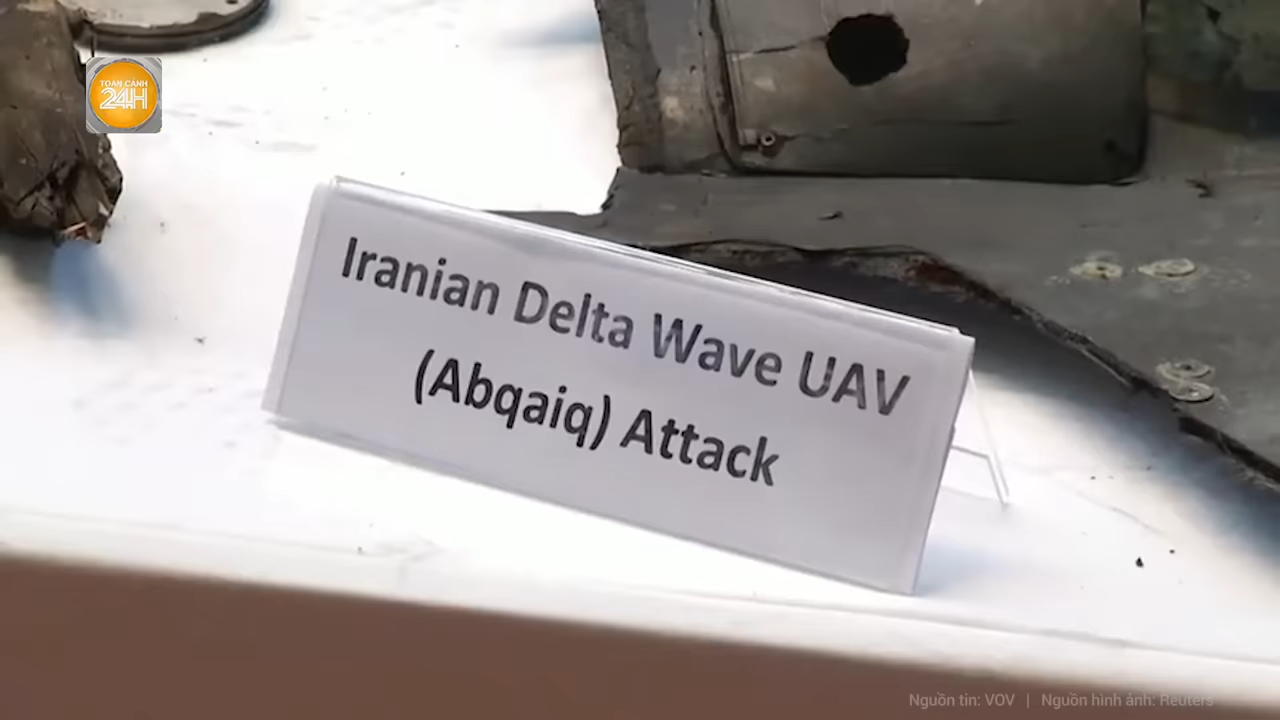 TOÀN CẢNH
24H
Iranian Delta Wave UAV
(Abqaiq) Attack
Nguồn tin: VOV | Nguồn hình ảnh: Reuters